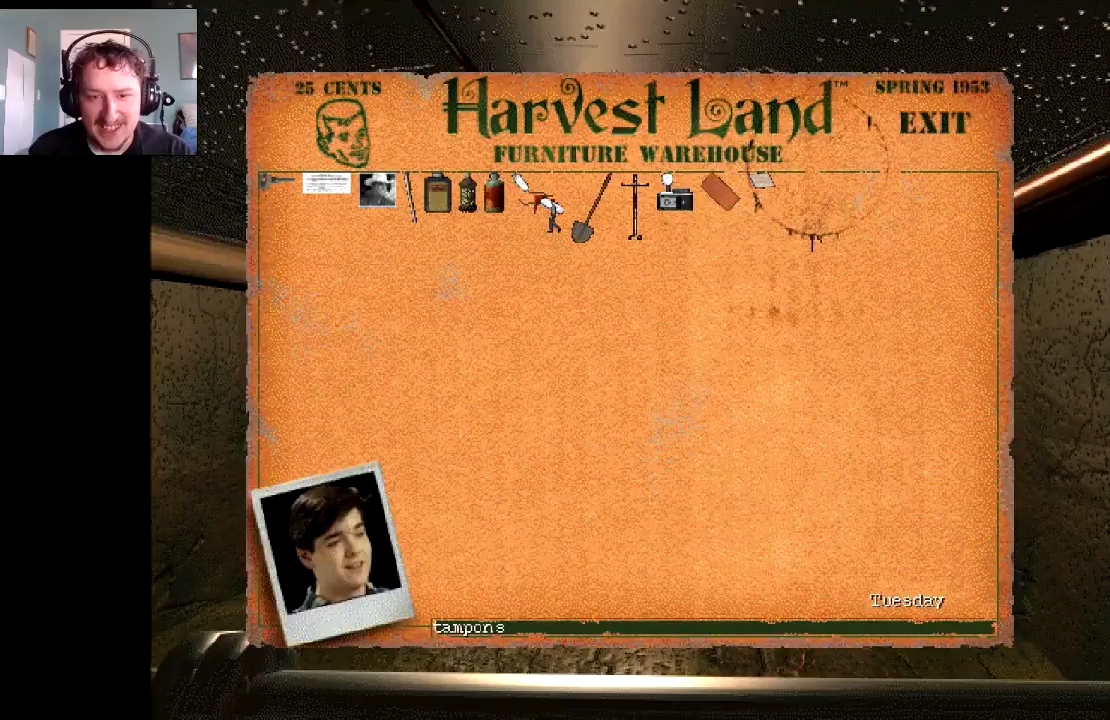 25 CENTS
Harvest Land™
SPRING 1953
EXIT
FURNITURE WAREHOUSE
Tuesday
tampons